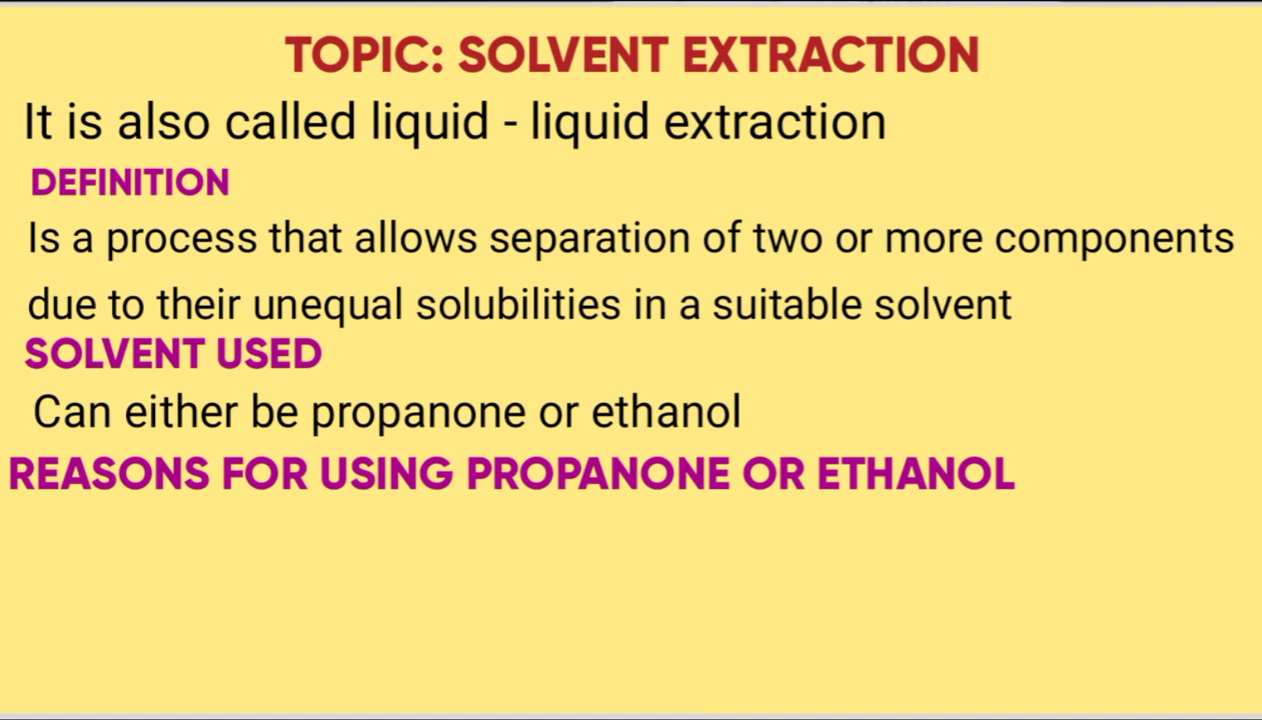 TOPIC: SOLVENT EXTRACTION
It is also called liquid - liquid extraction
DEFINITION
Is a process that allows separation of two or more components
due to their unequal solubilities in a suitable solvent
SOLVENT USED
Can either be propanone or ethanol
REASONS FOR USING PROPANONE OR ETHANOL